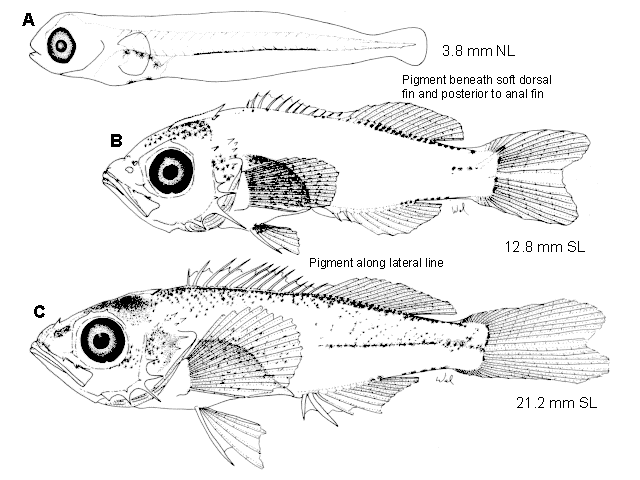 A
3.8 mm NL
Pigment beneath soft dorsal
fin and posterior to anal fin
B
12.8 mm SL
Pigment along lateral line
C
21.2 mm SL